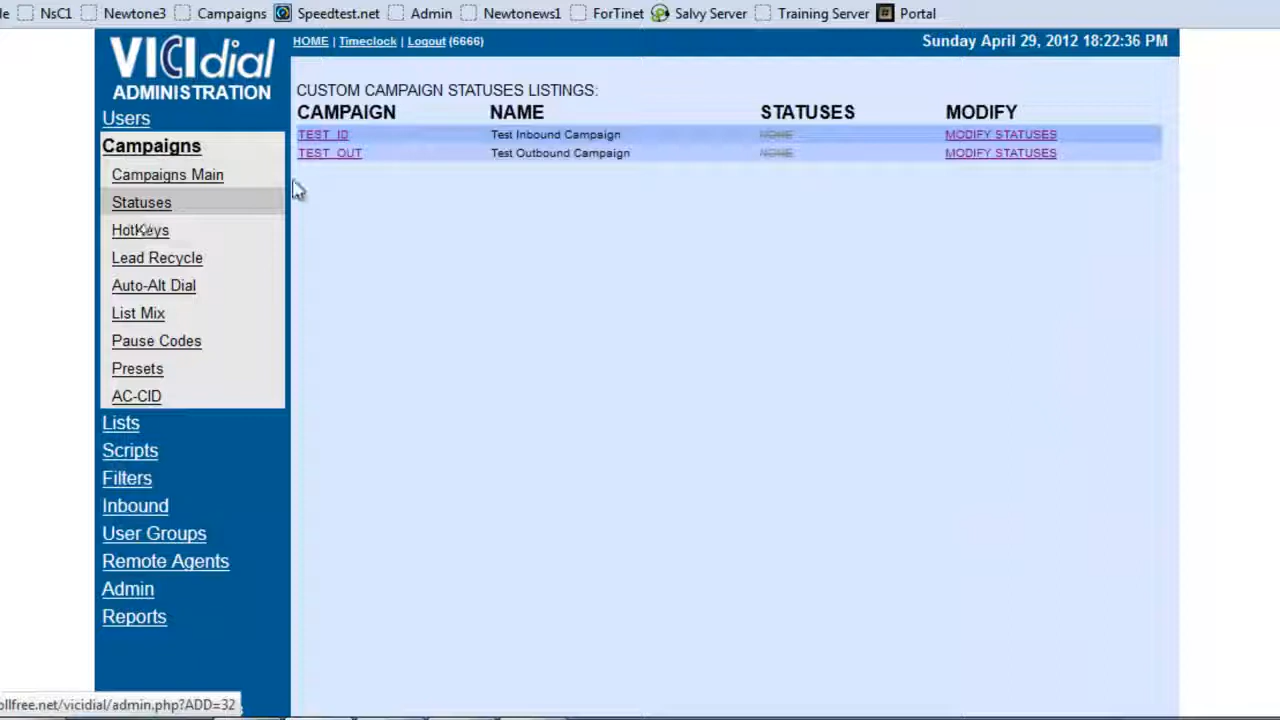 le NsC1 Newtone3 Campaigns Speedtest.net Admin Newtonews1 ForTinet Salvy Server Training Server Portal
VICIdial
ADMINISTRATION
HOME | Timeclock | Logout (6666)
Sunday April 29, 2012 18:22:36 PM
Users
Campaigns
Campaigns Main
Statuses
HotKeys
Lead Recycle
Auto-Alt Dial
List Mix
Pause Codes
Presets
AC-CID
Lists
Scripts
Filters
Inbound
User Groups
Remote Agents
Admin
Reports
CUSTOM CAMPAIGN STATUSES LISTINGS:
CAMPAIGN NAME STATUSES MODIFY
TEST_ID Test Inbound Campaign NONE MODIFY STATUSES
TEST_OUT Test Outbound Campaign NONE MODIFY STATUSES
ollfree.net/vicidial/admin.php?ADD=32